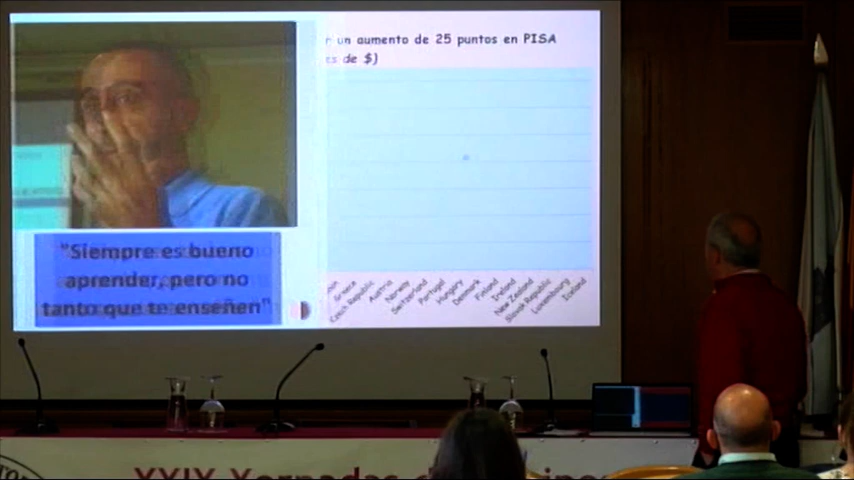 un aumento de 25 puntos en PISA
de $)
"Siempre es bueno
aprender, pero no
tanto que te enseñen"
Greece
Czech Republic
Austria
Norway
Switzerland
Portugal
Hungary
Denmark
Finland
Ireland
New Zealand
Slovak Republic
Luxembourg
Iceland
XXIX Xornadas